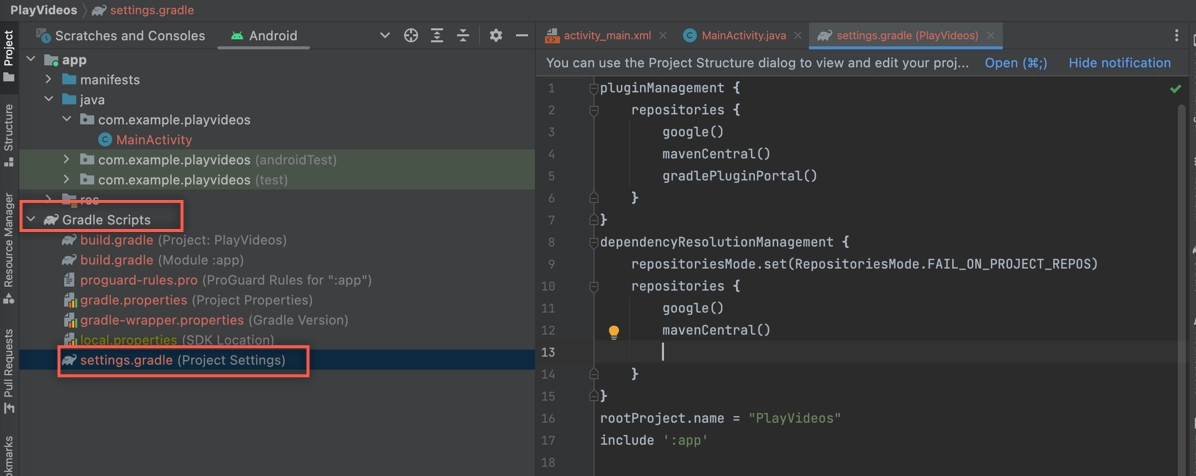 PlayVideos settings.gradle
Scratches and Consoles Android
activity_main.xml MainActivity.java settings.gradle (PlayVideos)
Project
Structure
Resource Manager
Pull Requests
kmarks
app
manifests
java
com.example.playvideos
MainActivity
com.example.playvideos (androidTest)
com.example.playvideos (test)
res
Gradle Scripts
build.gradle (Project: PlayVideos)
build.gradle (Module :app)
proguard-rules.pro (ProGuard Rules for ":app")
gradle.properties (Project Properties)
gradle-wrapper.properties (Gradle Version)
local.properties (SDK Location)
settings.gradle (Project Settings)
You can use the Project Structure dialog to view and edit your proj... Open (⌘;) Hide notification
1 pluginManagement {
2 repositories {
3 google()
4 mavenCentral()
5 gradlePluginPortal()
6 }
7 }
8 dependencyResolutionManagement {
9 repositoriesMode.set(RepositoriesMode.FAIL_ON_PROJECT_REPOS)
10 repositories {
11 google()
12 mavenCentral()
13
14 }
15 }
16 rootProject.name = "PlayVideos"
17 include ':app'
18